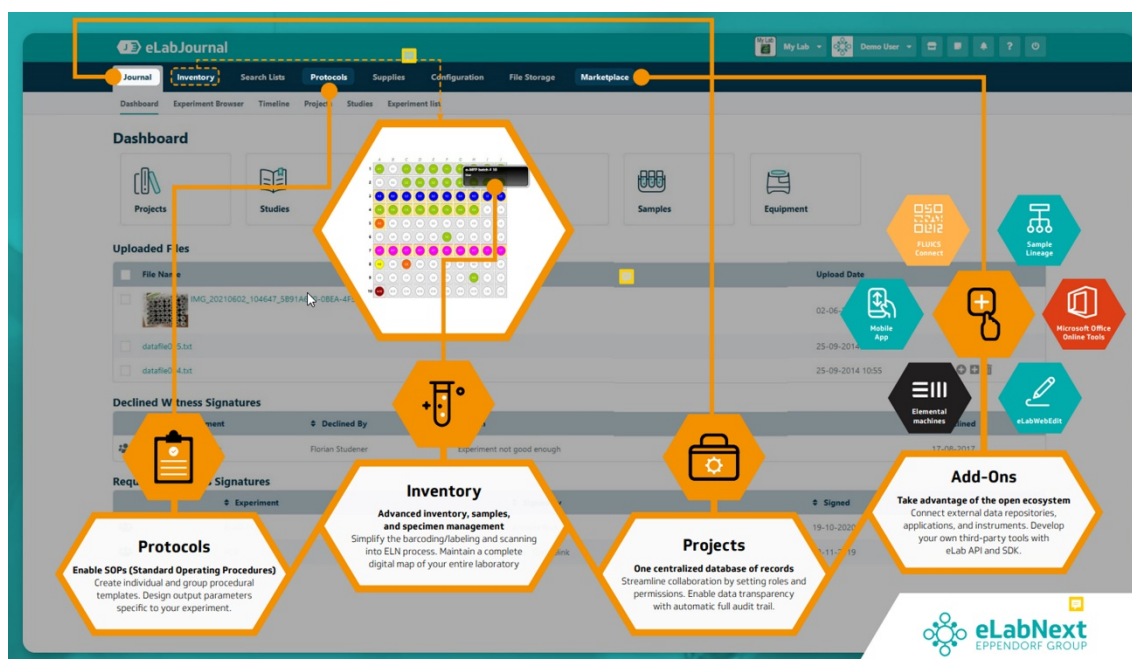 eLabJournal
My Lab
My Lab
Demo User
Journal
Inventory
Search Lists
Protocols
Supplies
Configuration
File Storage
Marketplace
Dashboard
Experiment Browser
Timeline
Projects
Studies
Experiment list
Dashboard
Projects
Studies
Samples
Equipment
Uploaded Files
File Name
Upload Date
IMG_20210602_104647_5B91A
02-06-
25-09-2014
25-09-2014 10:55
Declined Witness Signatures
Declined By
Florian Studener
Experiment not good enough
17-08-2017
Signatures
Experiment
Signed
19-10-2020
FLUICS
Connect
Sample
Lineage
Mobile
App
Microsoft Office
Online Tools
Elemental
machines
eLabWebEdit
Protocols
Enable SOPs (Standard Operating Procedures)
Create individual and group procedural
templates. Design output parameters
specific to your experiment.
Inventory
Advanced inventory, samples,
and specimen management
Simplify the barcoding/labeling and scanning
into ELN process. Maintain a complete
digital map of your entire laboratory
Projects
One centralized database of records
Streamline collaboration by setting roles and
permissions. Enable data transparency
with automatic full audit trail.
Add-Ons
Take advantage of the open ecosystem
Connect external data repositories,
applications, and instruments. Develop
your own third-party tools with
eLab API and SDK.
eLabNext
EPPENDORF GROUP